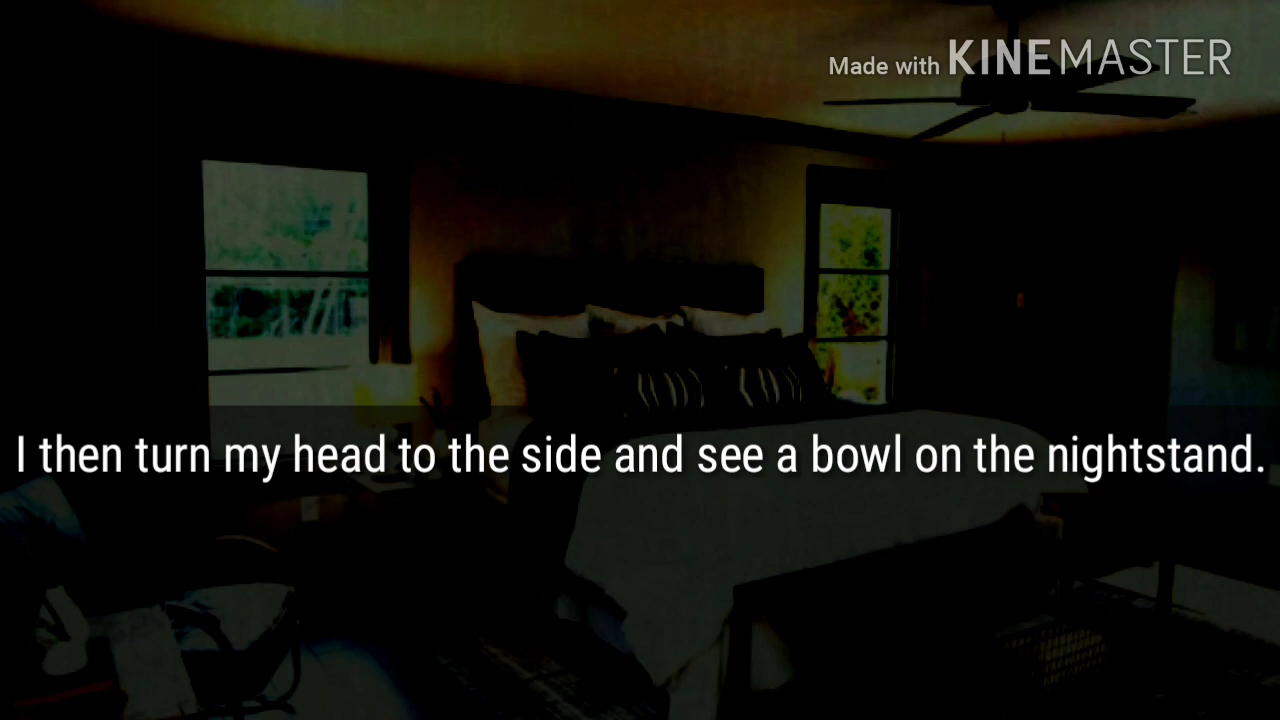 Made with KINEMASTER
I then turn my head to the side and see a bowl on the nightstand.